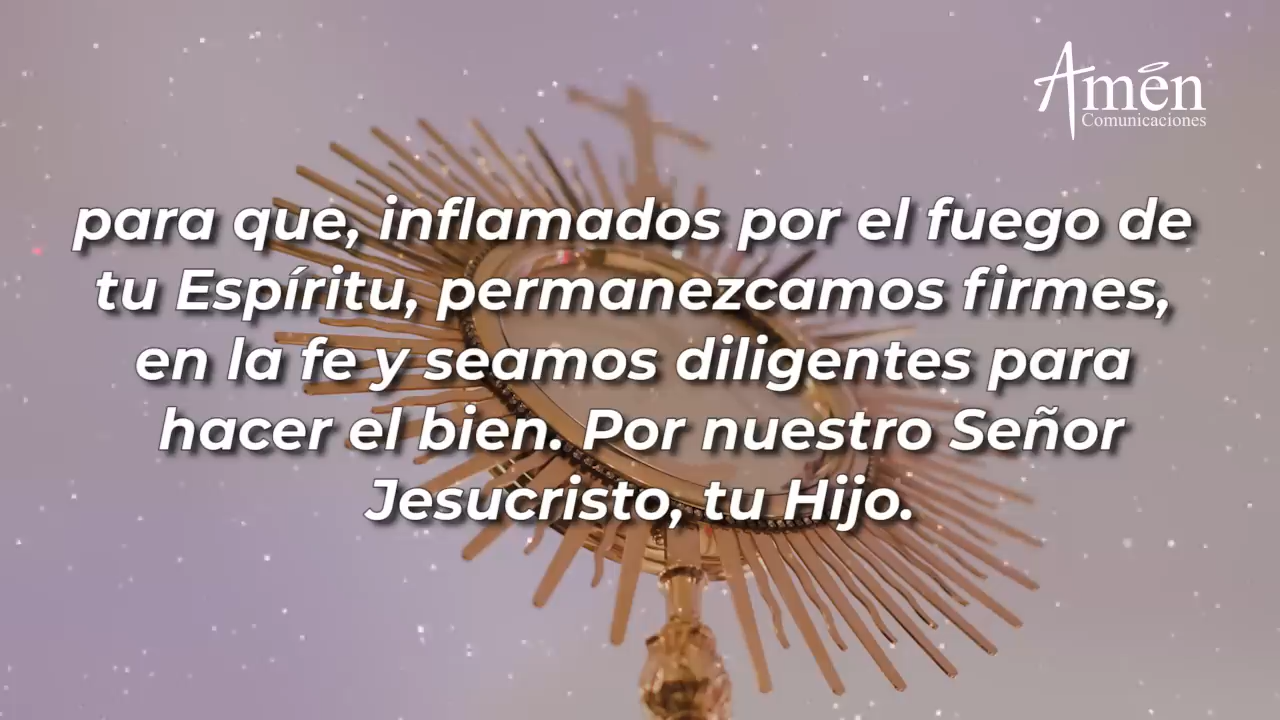 Amén
Comunicaciones
para que, inflamados por el fuego de
tu Espíritu, permanezcamos firmes,
en la fe y seamos diligentes para
hacer el bien. Por nuestro Señor
Jesucristo, tu Hijo.